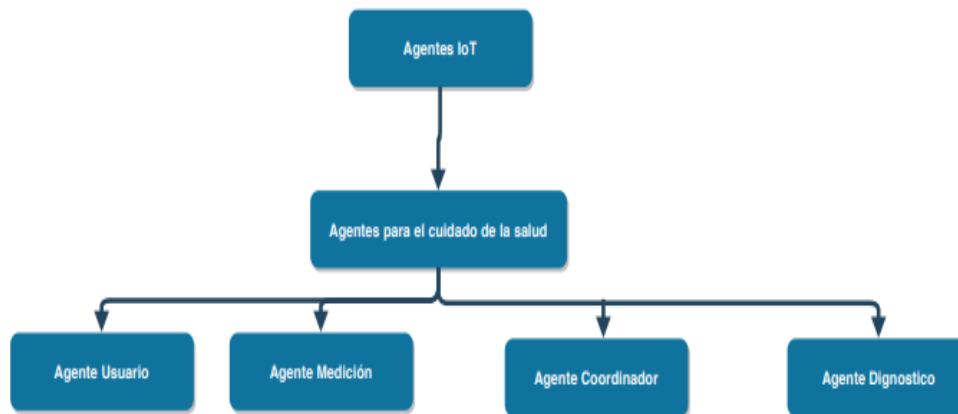 Agentes IoT
Agentes para el cuidado de la salud
Agente Usuario
Agente Medición
Agente Coordinador
Agente Dignostico